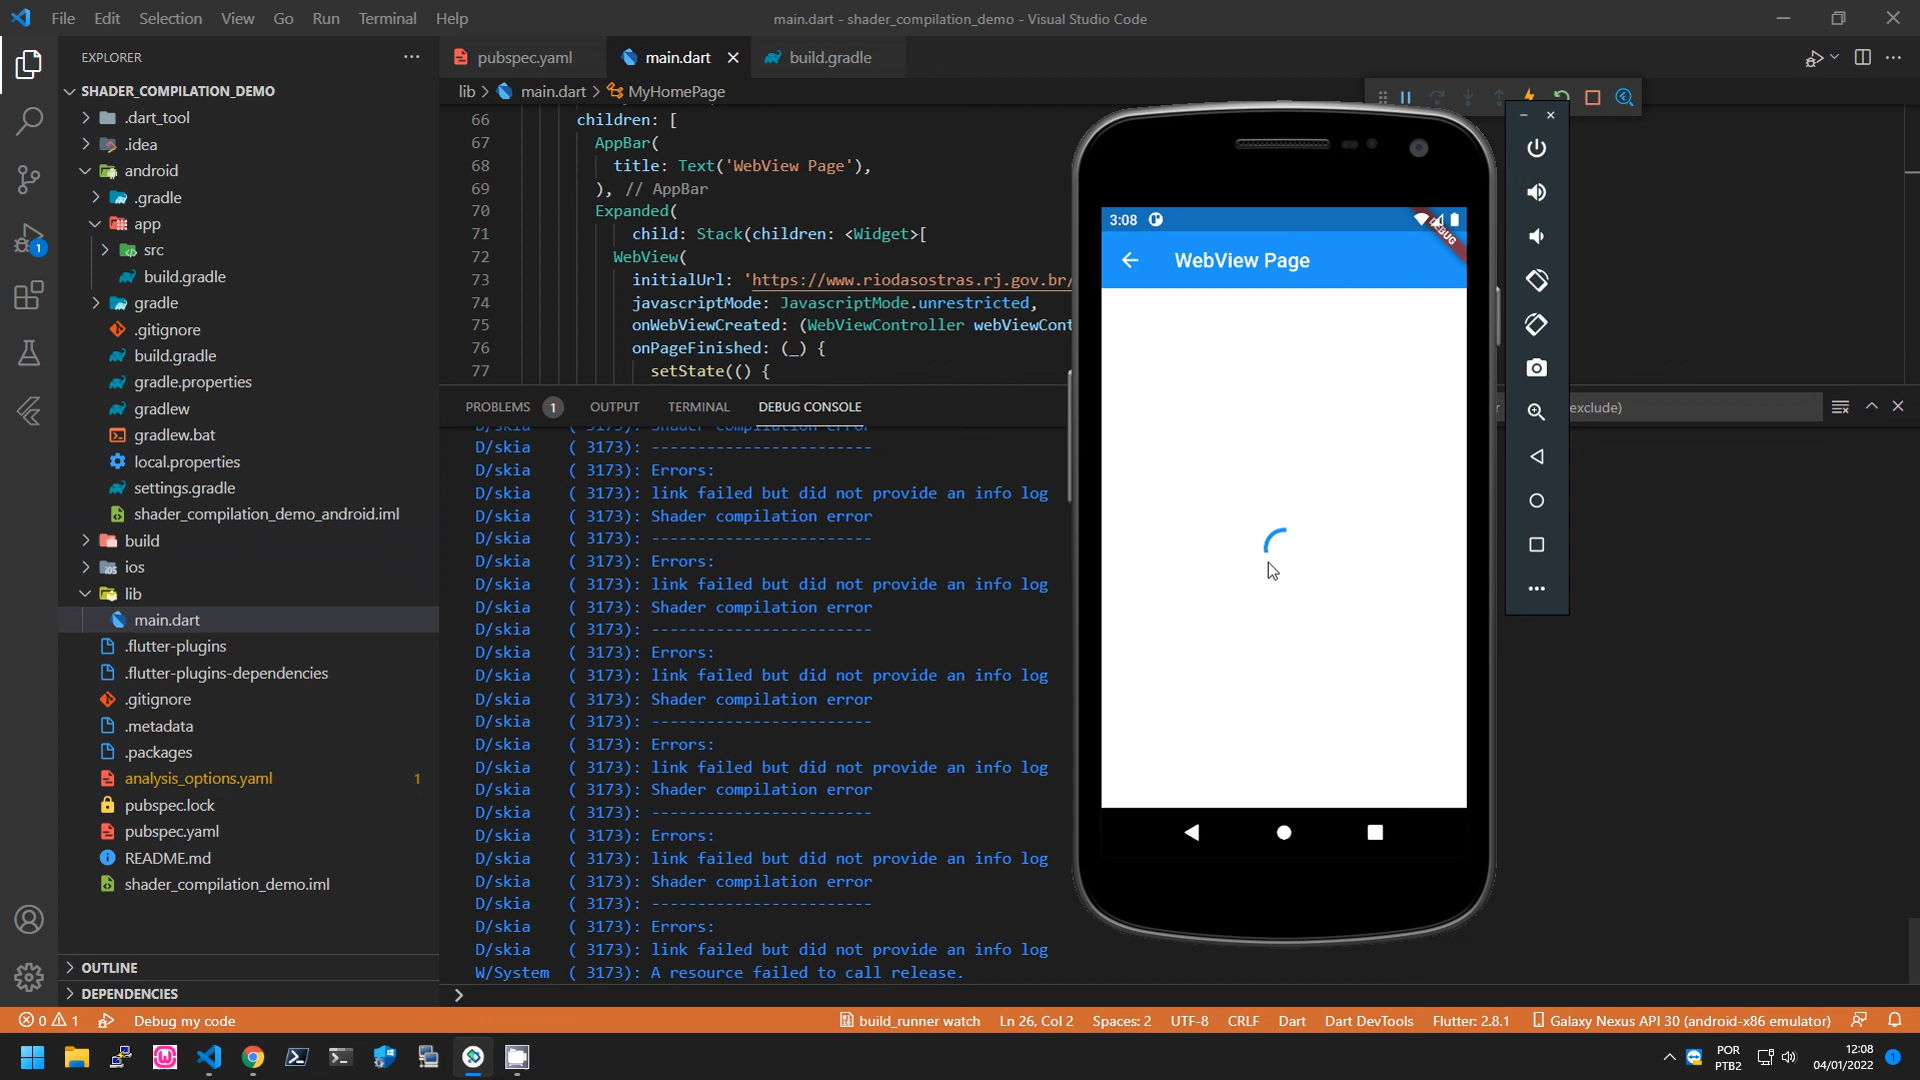 File Edit Selection View Go Run Terminal Help
main.dart - shader_compilation_demo - Visual Studio Code
EXPLORER
SHADER_COMPILATION_DEMO
.dart_tool
.idea
android
.gradle
app
src
build.gradle
gradle
.gitignore
build.gradle
gradle.properties
gradlew
gradlew.bat
local.properties
settings.gradle
shader_compilation_demo_android.iml
build
ios
lib
main.dart
.flutter-plugins
.flutter-plugins-dependencies
.gitignore
.metadata
.packages
analysis_options.yaml 1
pubspec.lock
pubspec.yaml
README.md
shader_compilation_demo.iml
OUTLINE
DEPENDENCIES
1
pubspec.yaml main.dart build.gradle
lib main.dart MyHomePage
66 children: [
67 AppBar(
68 title: Text('WebView Page'),
69 ), // AppBar
70 Expanded(
71 child: Stack(children: <Widget>[
72 WebView(
73 initialUrl: 'https://www.riodasostras.rj.gov.br/
74 javascriptMode: JavascriptMode.unrestricted,
75 onWebViewCreated: (WebViewController webViewCont
76 onPageFinished: (_) {
77 setState(() {
PROBLEMS 1 OUTPUT TERMINAL DEBUG CONSOLE
exclude)
D/skia ( 3173): Shader compilation error
D/skia ( 3173): ------------------------
D/skia ( 3173): Errors:
D/skia ( 3173): link failed but did not provide an info log
D/skia ( 3173): Shader compilation error
D/skia ( 3173): ------------------------
D/skia ( 3173): Errors:
D/skia ( 3173): link failed but did not provide an info log
D/skia ( 3173): Shader compilation error
D/skia ( 3173): ------------------------
D/skia ( 3173): Errors:
D/skia ( 3173): link failed but did not provide an info log
D/skia ( 3173): Shader compilation error
D/skia ( 3173): ------------------------
D/skia ( 3173): Errors:
D/skia ( 3173): link failed but did not provide an info log
D/skia ( 3173): Shader compilation error
D/skia ( 3173): ------------------------
D/skia ( 3173): Errors:
D/skia ( 3173): link failed but did not provide an info log
D/skia ( 3173): Shader compilation error
D/skia ( 3173): ------------------------
D/skia ( 3173): Errors:
D/skia ( 3173): link failed but did not provide an info log
W/System ( 3173): A resource failed to call release.
3:08
DEBUG
WebView Page
0 1 Debug my code
build_runner watch Ln 26, Col 2 Spaces: 2 UTF-8 CRLF Dart Dart DevTools Flutter: 2.8.1 Galaxy Nexus API 30 (android-x86 emulator)
POR
PTB2
12:08
04/01/2022
1